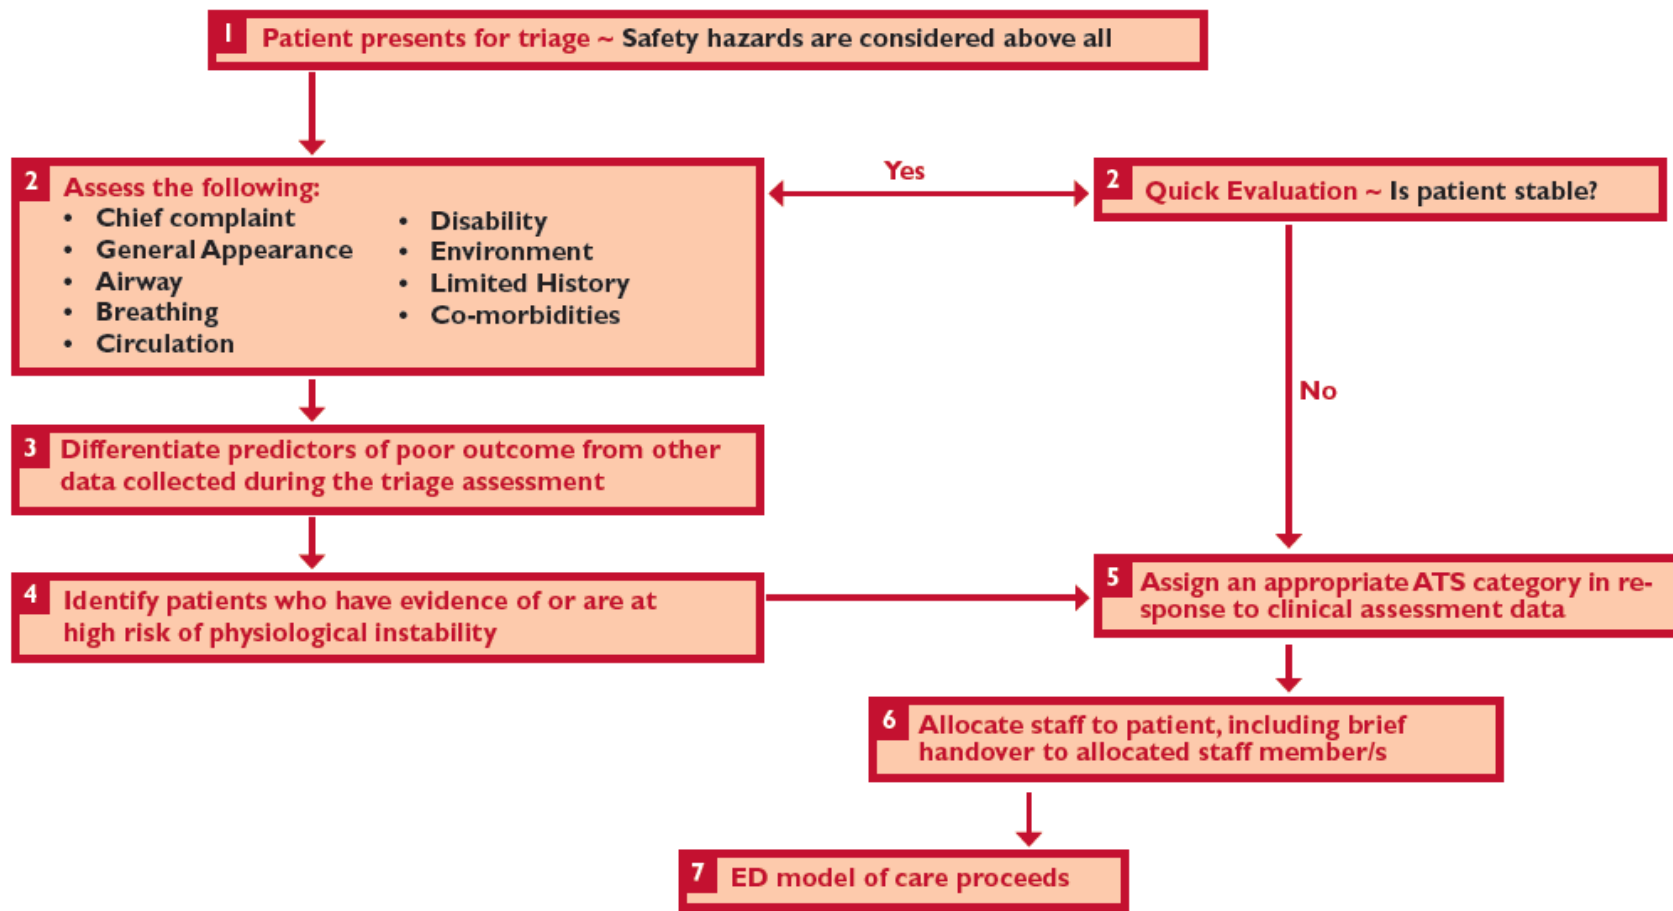 1 Patient presents for triage ~ Safety hazards are considered above all
2 Assess the following:
• Chief complaint
• General Appearance
• Airway
• Breathing
• Circulation
• Disability
• Environment
• Limited History
• Co-morbidities
Yes
2 Quick Evaluation ~ Is patient stable?
No
3 Differentiate predictors of poor outcome from other
data collected during the triage assessment
4 Identify patients who have evidence of or are at
high risk of physiological instability
5 Assign an appropriate ATS category in re-
sponse to clinical assessment data
6 Allocate staff to patient, including brief
handover to allocated staff member/s
7 ED model of care proceeds